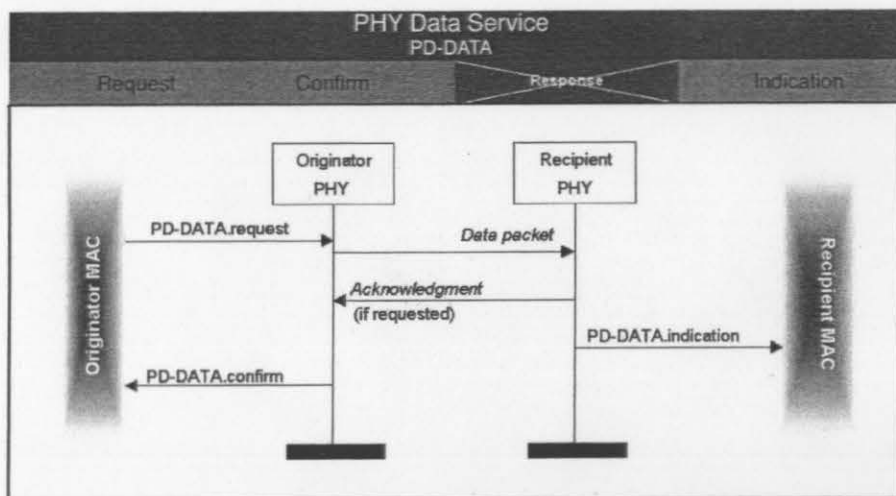 PHY Data Service
PD-DATA
Request Confirm Response Indication
Originator
PHY
Recipient
PHY
Originator MAC
PD-DATA.request
Data packet
Acknowledgment
(if requested)
PD-DATA.indication
PD-DATA.confirm
Recipient MAC